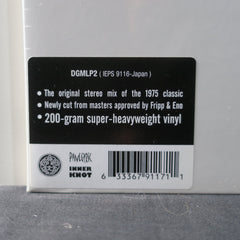 DGMLP2 ( IEPS 9116-Japan )
• The original stereo mix of the 1975 classic
• Newly cut from masters approved by Fripp & Eno
• 200-gram super-heavyweight vinyl
PANEGYRIC
INNER
KNOT
6 33367 91171 1